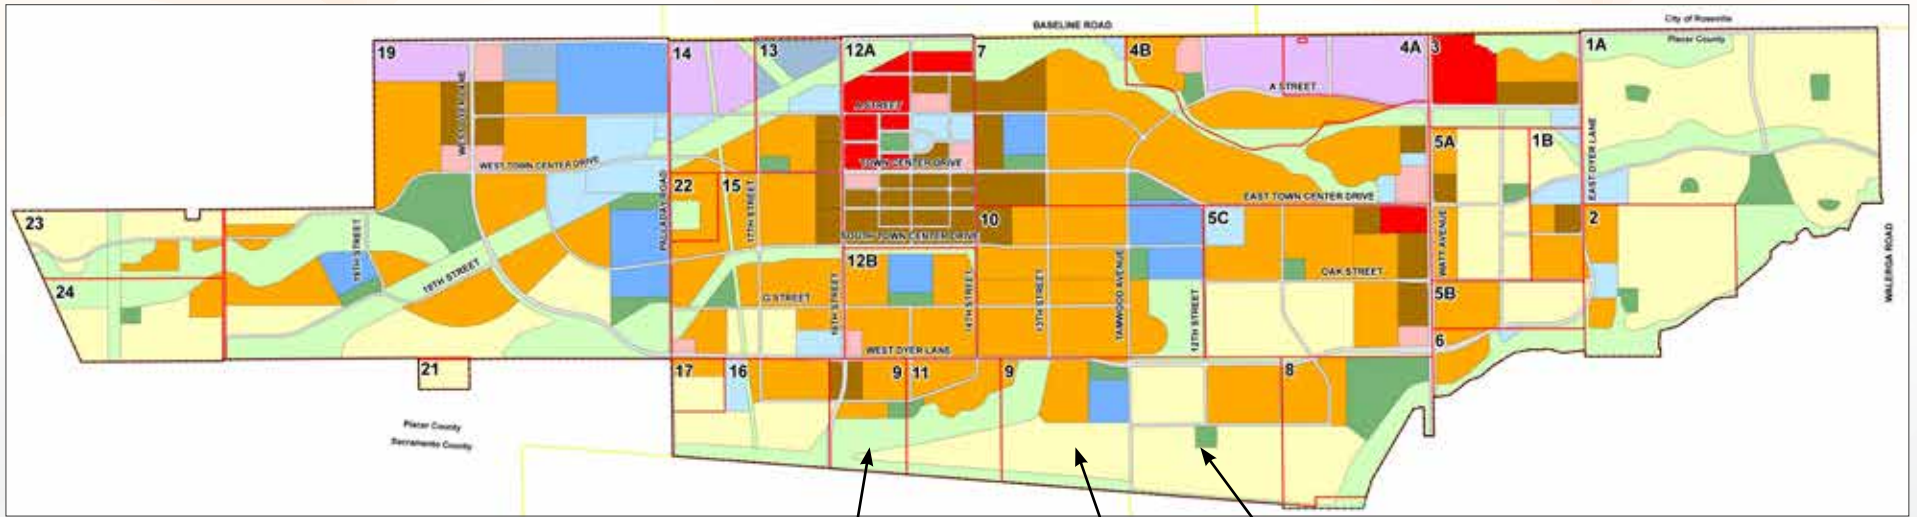 BASELINE ROAD
City of Roseville
Placer County
19
14
13
12A
7
4B
4A
3
1A
WEST TOWN CENTER DRIVE
A STREET
A STREET
TOWN CENTER DRIVE
5A
1B
EAST DYER LANE
22
15
17TH STREET
PALLADAY ROAD
EAST TOWN CENTER DRIVE
23
10
5C
2
SOUTH TOWN CENTER DRIVE
WATT AVENUE
WALERGA ROAD
18TH STREET
12B
OAK STREET
24
G STREET
16TH STREET
14TH STREET
13TH STREET
TAMWOOD AVENUE
12TH STREET
5B
WEST DYER LANE
6
21
17
16
9
11
9
8
Placer County
Sacramento County